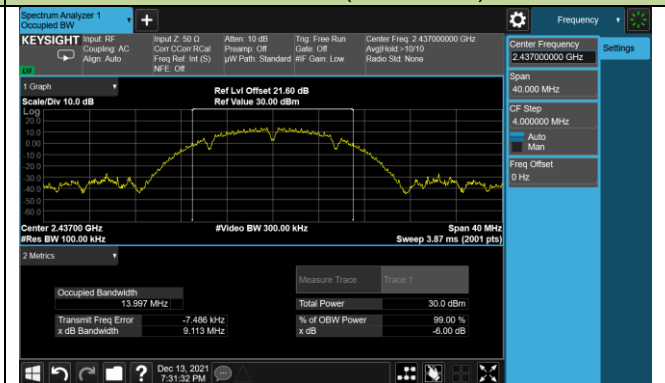 Spectrum Analyzer 1
Occupied BW
Frequency
KEYSIGHT
Input: RF
Coupling: AC
Align: Auto
Input Z: 50 Ω
Corr CCorr RCal
Freq Ref: Int (S)
NFE: Off
Atten: 10 dB
Preamp: Off
µW Path: Standard
Trig: Free Run
Gate: Off
#IF Gain: Low
Center Freq: 2.437000000 GHz
Avg|Hold:>10/10
Radio Std: None
LW
Center Frequency
2.437000000 GHz
Settings
Span
40.000 MHz
CF Step
4.000000 MHz
Auto
Man
Freq Offset
0 Hz
1 Graph
Scale/Div 10.0 dB
Ref Lvl Offset 21.60 dB
Ref Value 30.00 dBm
Log
20.0
10.0
0.00
-10.0
-20.0
-30.0
-40.0
-50.0
-60.0
Center 2.43700 GHz
#Res BW 100.00 kHz
#Video BW 300.00 kHz
Span 40 MHz
Sweep 3.87 ms (2001 pts)
2 Metrics
Measure Trace Trace 1
Occupied Bandwidth
13.997 MHz
Total Power 30.0 dBm
Transmit Freq Error -7.486 kHz
% of OBW Power 99.00 %
x dB Bandwidth 9.113 MHz
x dB -6.00 dB
?
Dec 13, 2021
7:31:32 PM